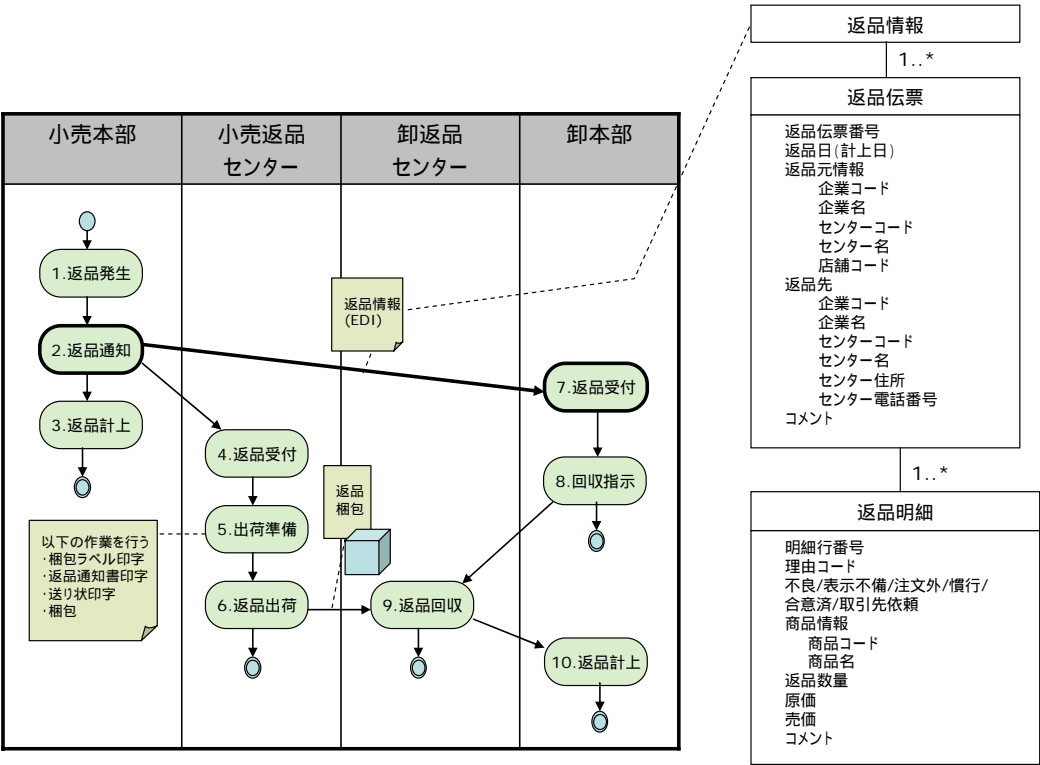 返品情報
1..*
返品伝票
返品伝票番号
返品日(計上日)
返品元情報
企業コード
企業名
センターコード
センター名
店舗コード
返品先
企業コード
企業名
センターコード
センター名
センター住所
センター電話番号
コメント
1..*
返品明細
明細行番号
理由コード
不良/表示不備/注文外/慣行/
合意済/取引先依頼
商品情報
商品コード
商品名
返品数量
原価
売価
コメント
小売本部
小売返品
センター
卸返品
センター
卸本部
1.返品発生
2.返品通知
3.返品計上
返品情報
(EDI)
7.返品受付
4.返品受付
8.回収指示
返品
梱包
5.出荷準備
以下の作業を行う
・梱包ラベル印字
・返品通知書印字
・送り状印字
・梱包
6.返品出荷
9.返品回収
10.返品計上